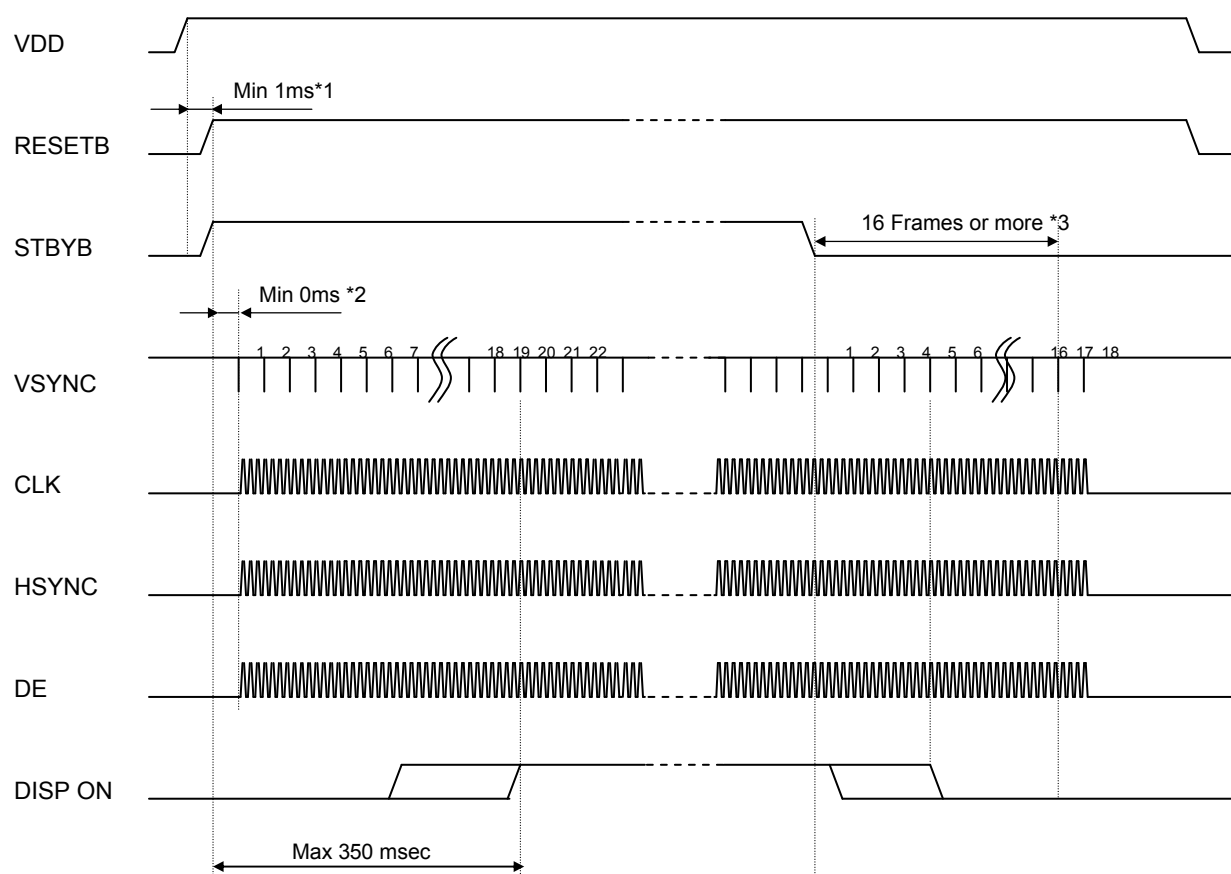 VDD
Min 1ms*1
RESETB
STBYB
16 Frames or more *3
Min 0ms *2
VSYNC
1 2 3 4 5 6 7 18 19 20 21 22 1 2 3 4 5 6 16 17 18
CLK
HSYNC
DE
DISP ON
Max 350 msec